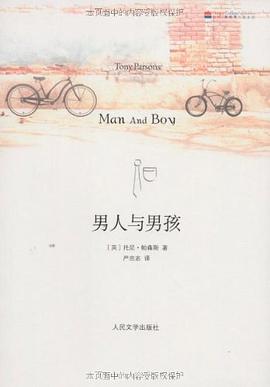 本页面中的内容受版权保护
Tony Parsons
Man And Boy
男人与男孩
[英] 托尼·帕森斯 著
严忠志 译
人民文学出版社
本页面中的内容受版权保护